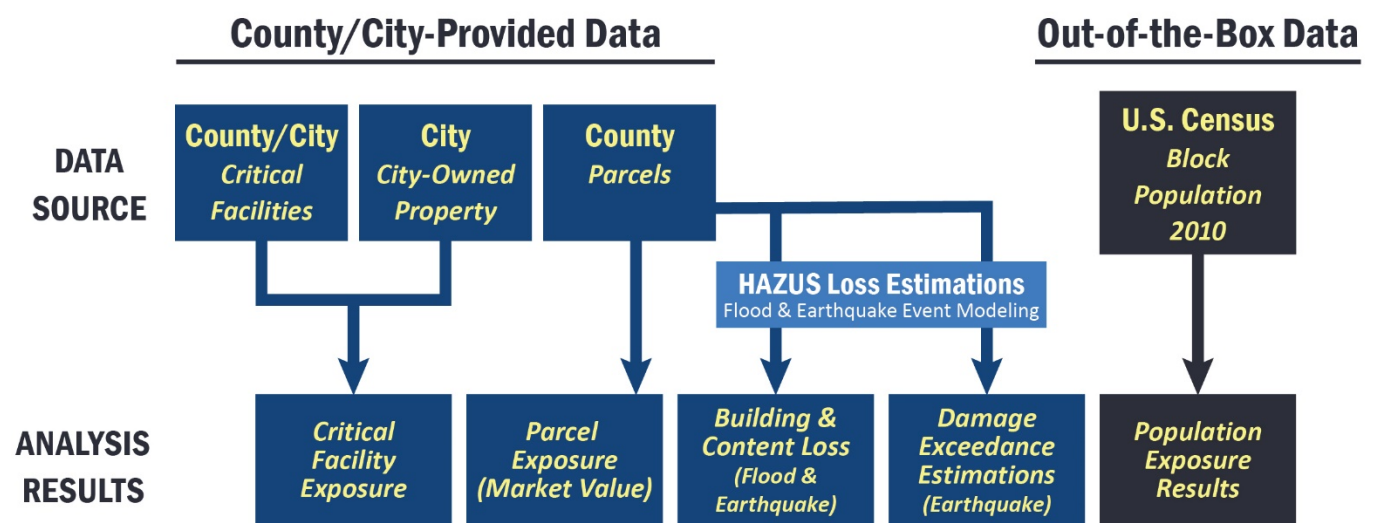 County/City-Provided Data
Out-of-the-Box Data
DATA
SOURCE
County/City
Critical
Facilities
City
City-Owned
Property
County
Parcels
U.S. Census
Block
Population
2010
HAZUS Loss Estimations
Flood & Earthquake Event Modeling
ANALYSIS
RESULTS
Critical
Facility
Exposure
Parcel
Exposure
(Market Value)
Building &
Content Loss
(Flood &
Earthquake)
Damage
Exceedance
Estimations
(Earthquake)
Population
Exposure
Results